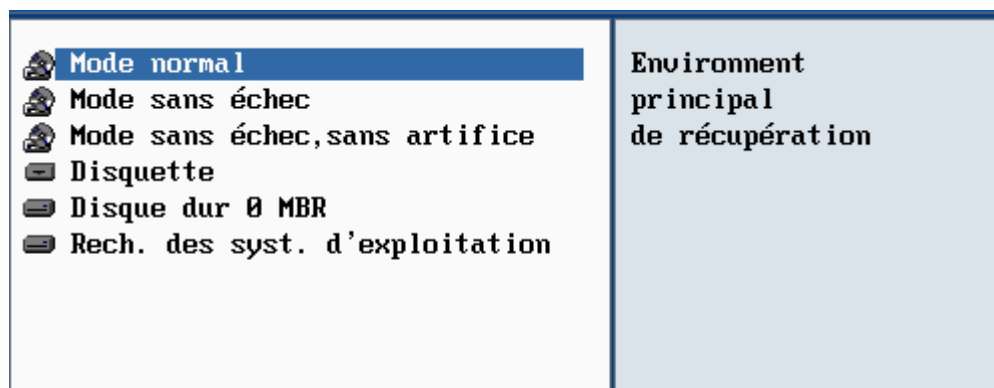 Mode normal
Mode sans échec
Mode sans échec,sans artifice
Disquette
Disque dur 0 MBR
Rech. des syst. d'exploitation
Environnent
principal
de récupération